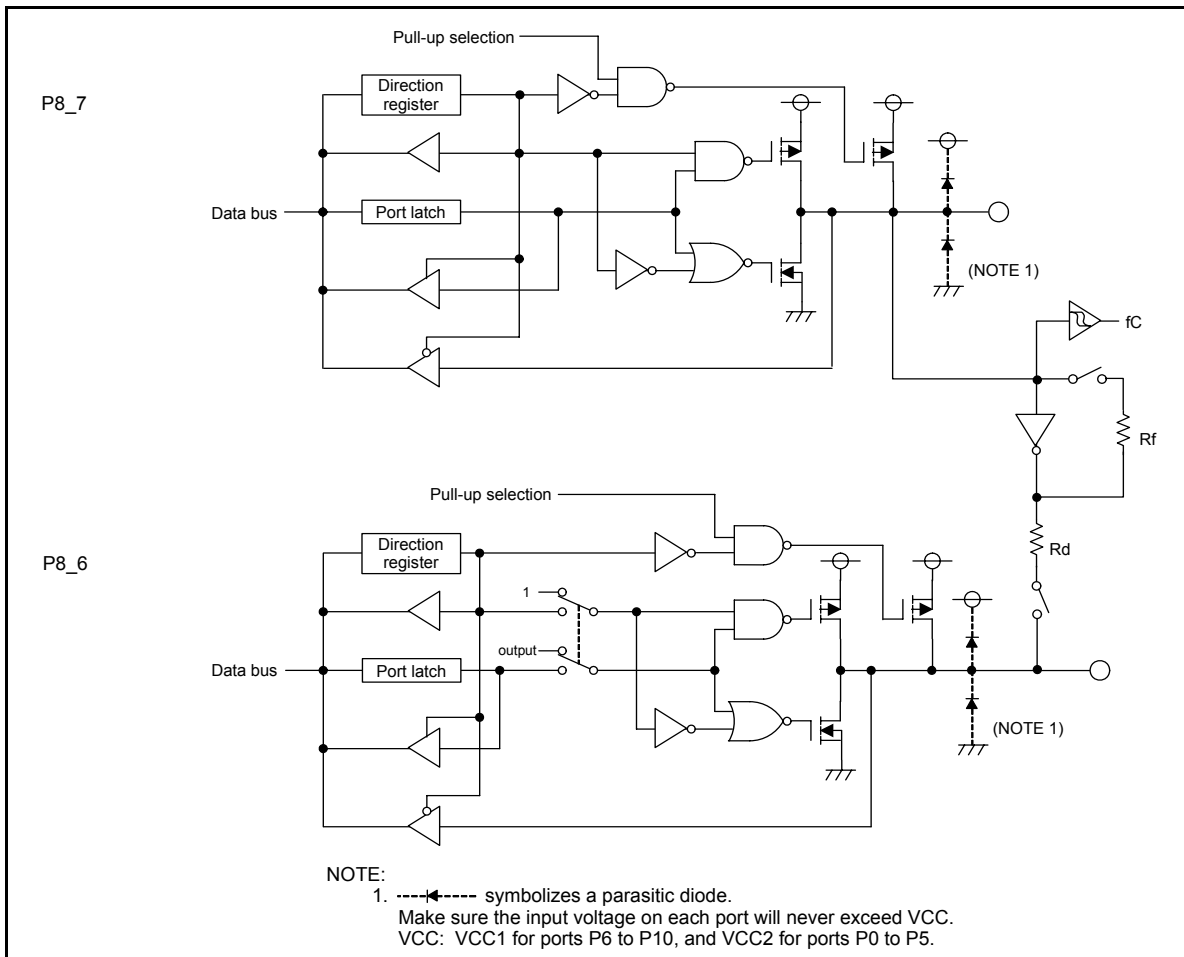 Pull-up selection
P8_7
Direction
register
Data bus
Port latch
(NOTE 1)
fC
Rf
Pull-up selection
P8_6
Direction
register
Rd
1
output
Data bus
Port latch
(NOTE 1)
NOTE:
1. symbolizes a parasitic diode.
Make sure the input voltage on each port will never exceed VCC.
VCC: VCC1 for ports P6 to P10, and VCC2 for ports P0 to P5.